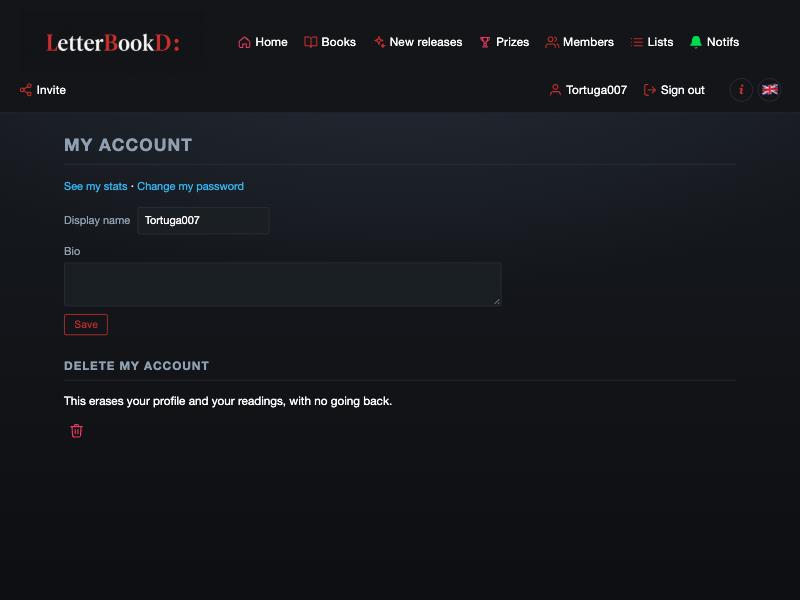 LetterBookD:
Home
Books
New releases
Prizes
Members
Lists
Notifs
Invite
Tortuga007
Sign out
i
MY ACCOUNT
See my stats · Change my password
Display name Tortuga007
Bio
Save
DELETE MY ACCOUNT
This erases your profile and your readings, with no going back.